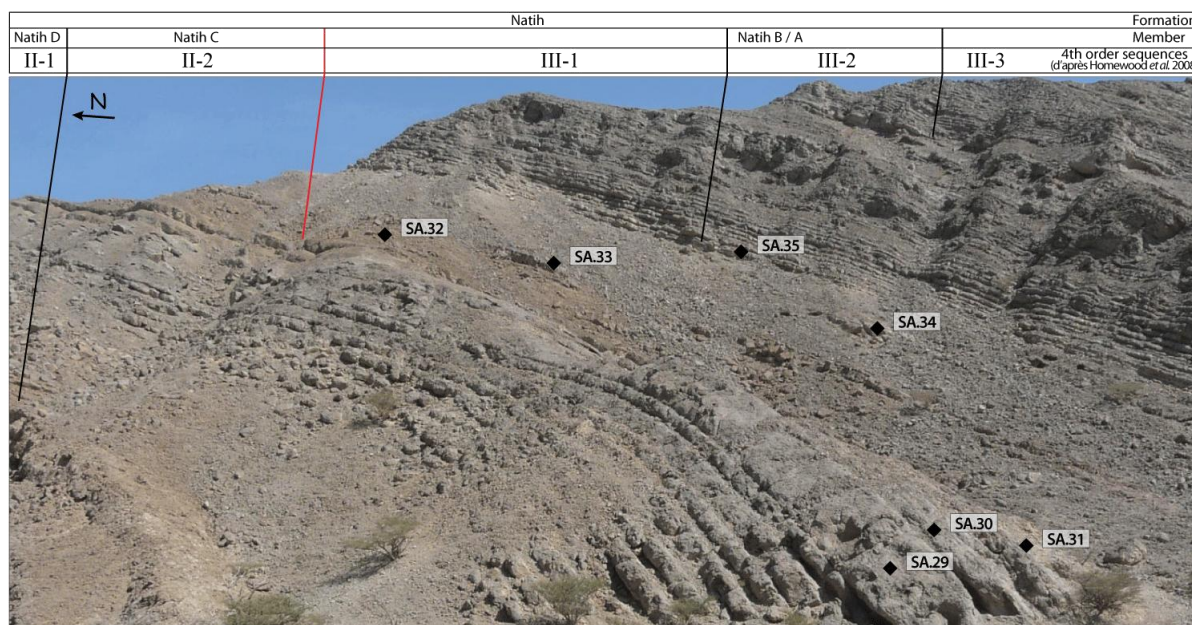 Natih Formation
Natih D Natih C Natih B / A Member
II-1 II-2 III-1 III-2 III-3 4th order sequences
(d'après Homewood et al. 2008
N
SA.32
SA.33
SA.35
SA.34
SA.30
SA.31
SA.29